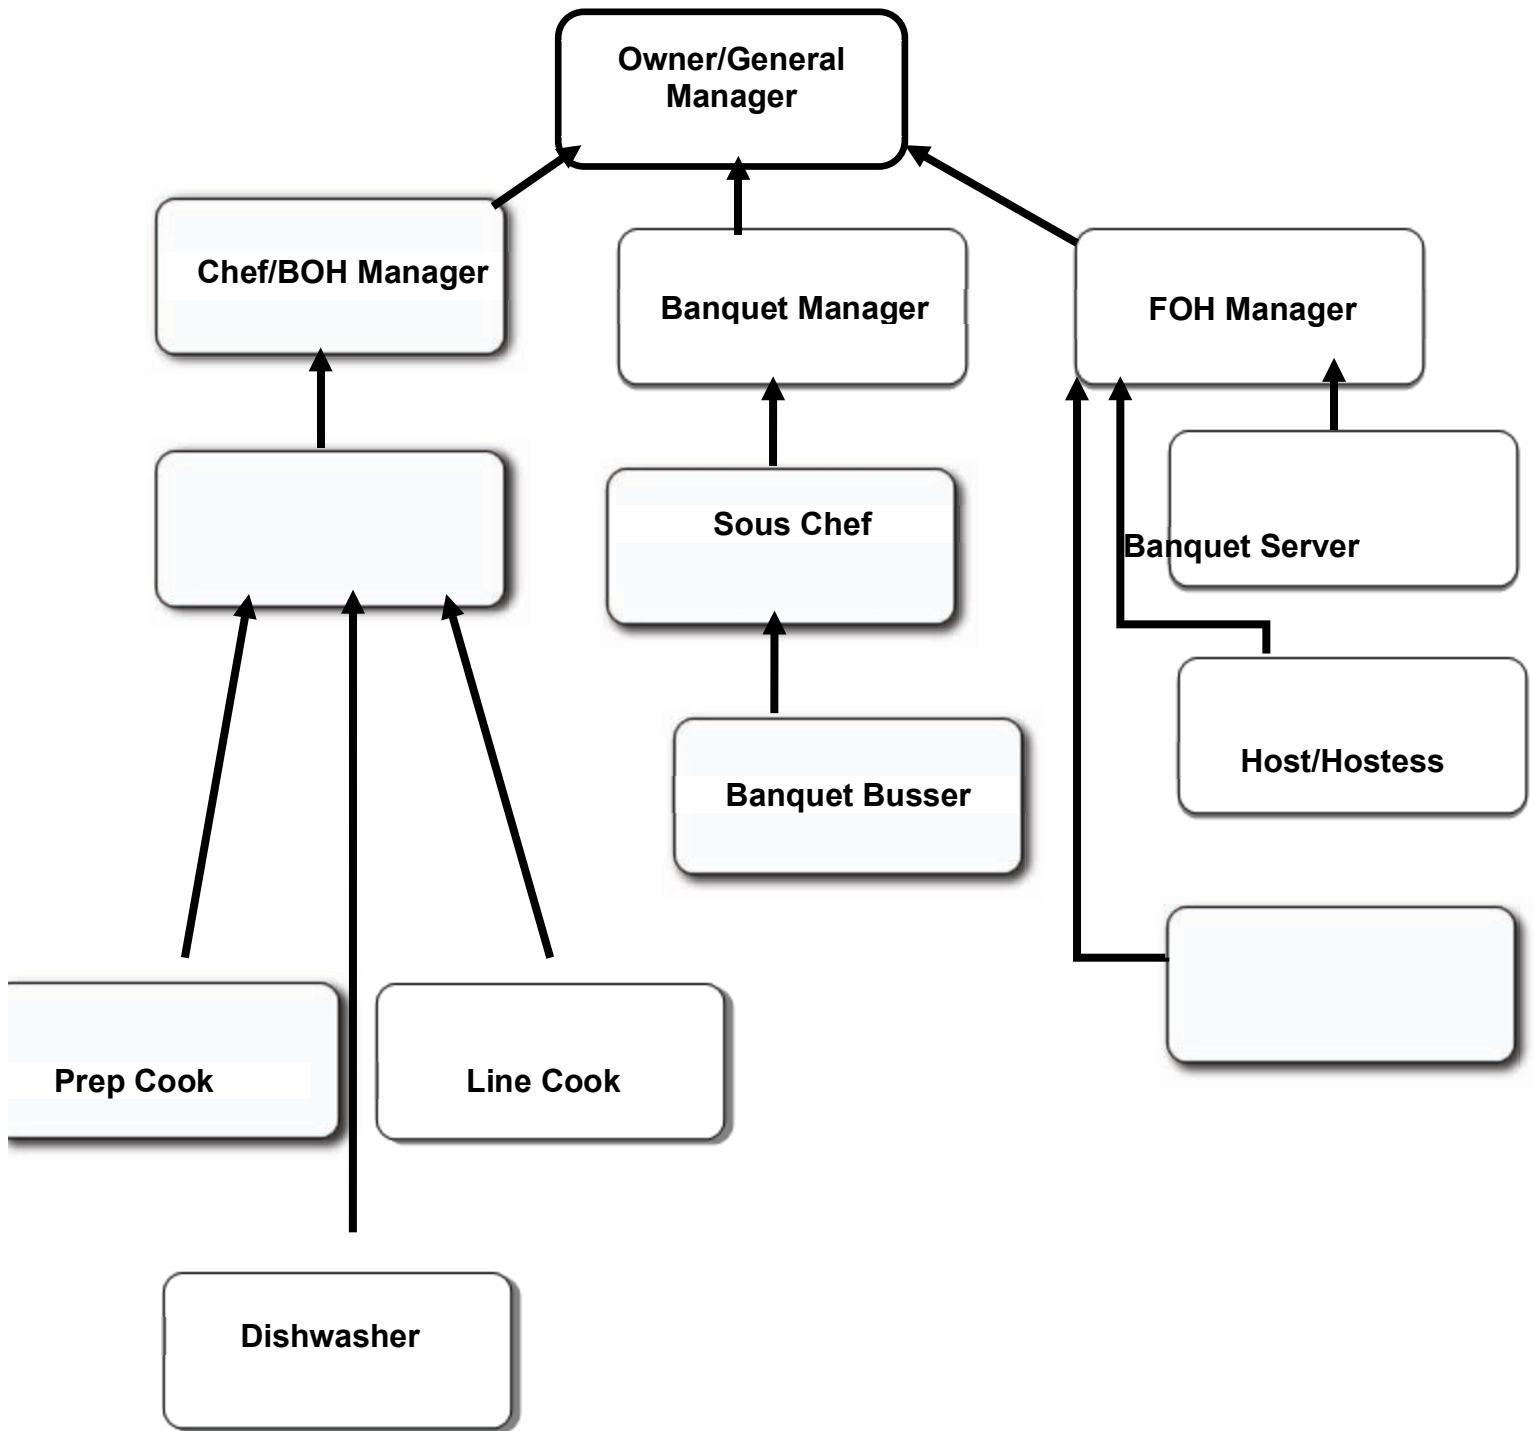 Owner/General
Manager
Chef/BOH Manager
Banquet Manager
FOH Manager
Sous Chef
Banquet Server
Host/Hostess
Banquet Busser
Prep Cook
Line Cook
Dishwasher